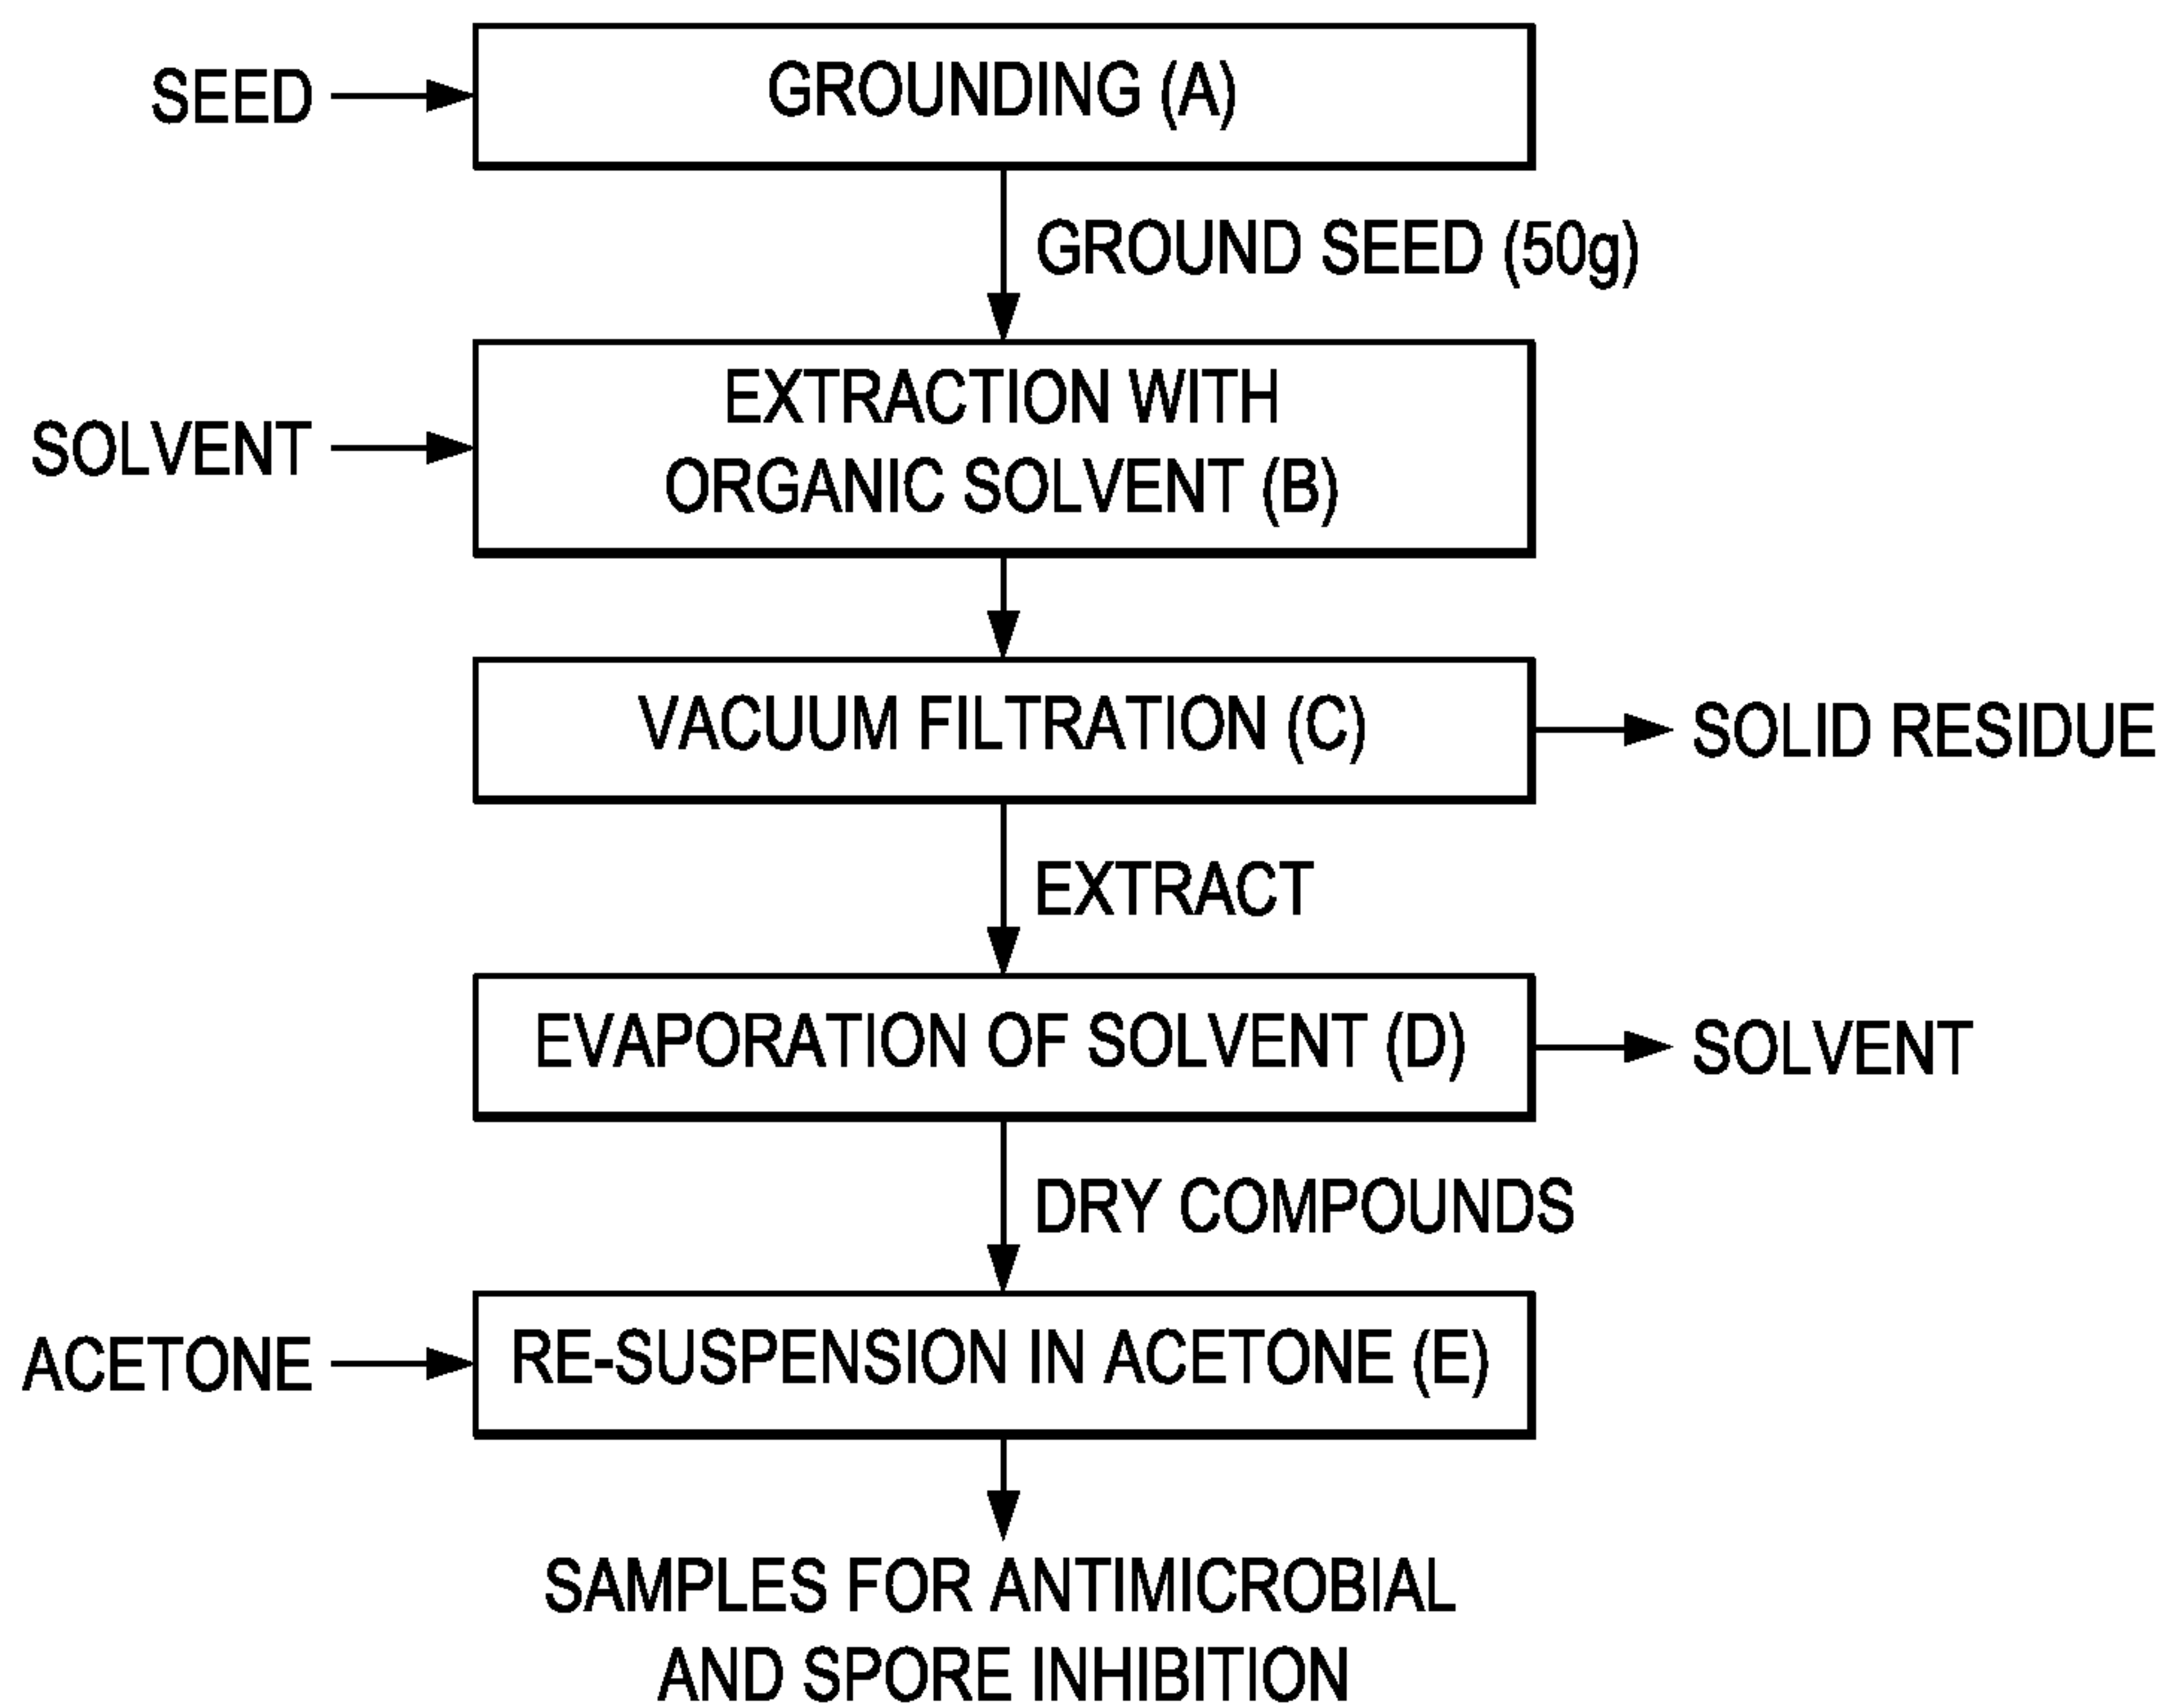 SEED
GROUNDING (A)
GROUND SEED (50g)
SOLVENT
EXTRACTION WITH
ORGANIC SOLVENT (B)
VACUUM FILTRATION (C)
SOLID RESIDUE
EXTRACT
EVAPORATION OF SOLVENT (D)
SOLVENT
DRY COMPOUNDS
ACETONE
RE-SUSPENSION IN ACETONE (E)
SAMPLES FOR ANTIMICROBIAL
AND SPORE INHIBITION